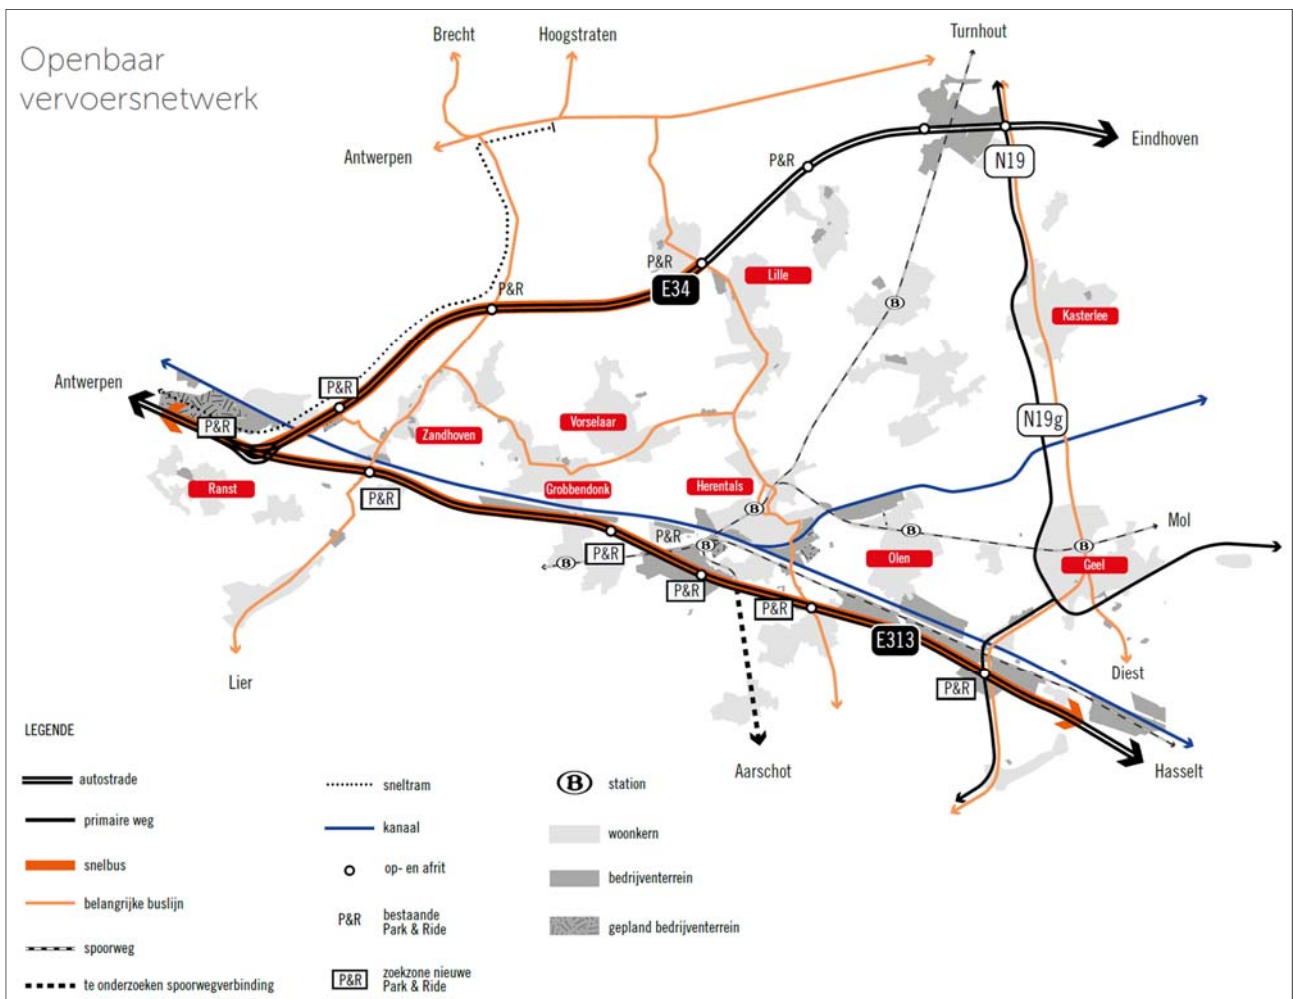 Openbaar
vervoersnetwerk
Brecht
Hoogstraten
Turnhout
Antwerpen
Eindhoven
P&R
N19
P&R
Lille
E34
P&R
Kasterlee
Antwerpen
P&R
P&R
N19g
Vorselaar
Zandhoven
Ranst
P&R
Grobbendonk
Herentals
B
B
Mol
P&R
P&R
B
B
B
B
Olen
Geel
P&R
P&R
E313
Lier
P&R
Diest
Aarschot
Hasselt
LEGENDE
autostrade
primaire weg
snelbus
belangrijke buslijn
spoorweg
te onderzoeken spoorwegverbinding
sneltram
kanaal
op- en afrit
P&R
bestaande
Park & Ride
P&R
zoekzone nieuwe
Park & Ride
B
station
woonkern
bedrijventerrein
gepland bedrijventerrein